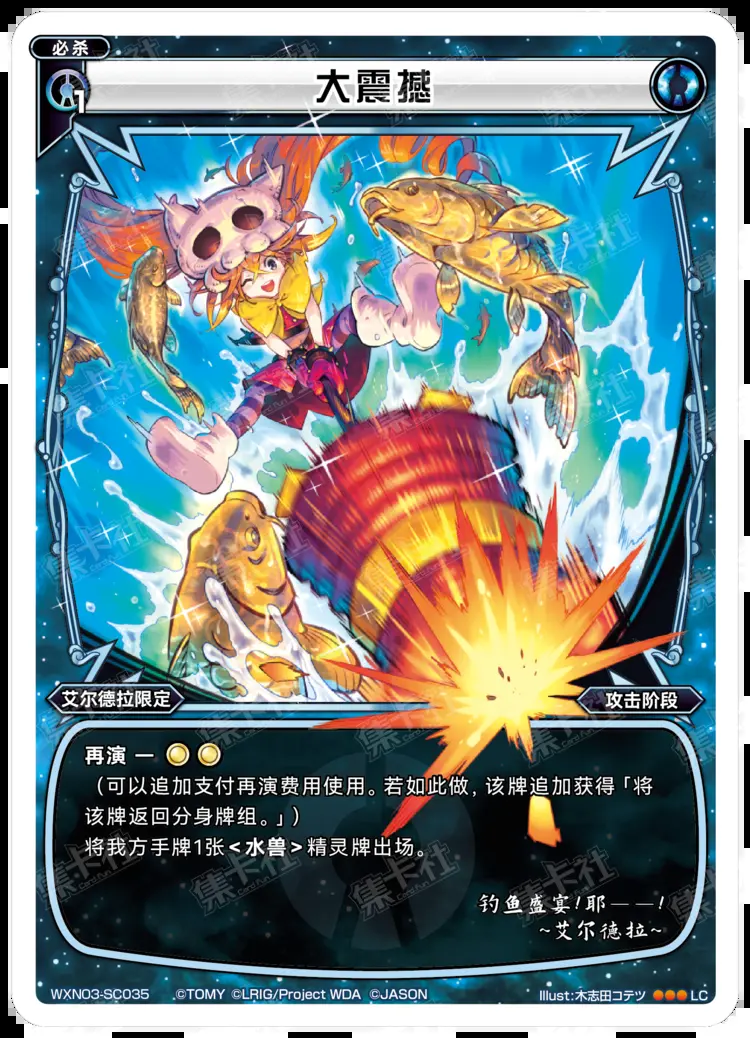 必杀
1
大震撼
艾尔德拉限定
攻击阶段
再演 —
（可以追加支付再演费用使用。若如此做，该牌追加获得「将
该牌返回分身牌组。」）
将我方手牌1张<水兽>精灵牌出场。
钓鱼盛宴！耶——！
~艾尔德拉~
WXN03-SC035 ©TOMY ©LRIG/Project WDA ©JASON
Illust:木志田コテツ LC
集卡社